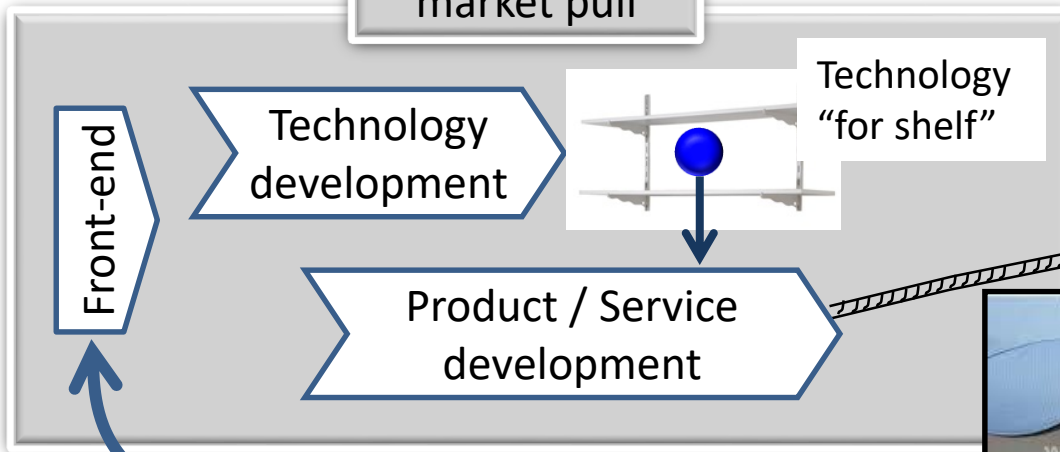 market pull
Technology
"for shelf"
Technology
development
Front-end
Product / Service
development